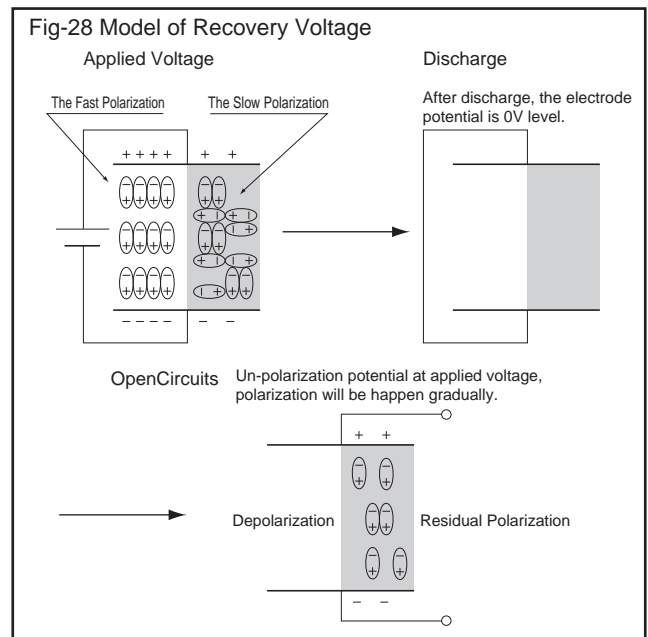 Fig-28 Model of Recovery Voltage
Applied Voltage
Discharge
The Fast Polarization
The Slow Polarization
After discharge, the electrode
potential is 0V level.
+ + + + + +
− − − − − −
OpenCircuits
Un-polarization potential at applied voltage,
polarization will be happen gradually.
+ +
Depolarization
Residual Polarization
− −